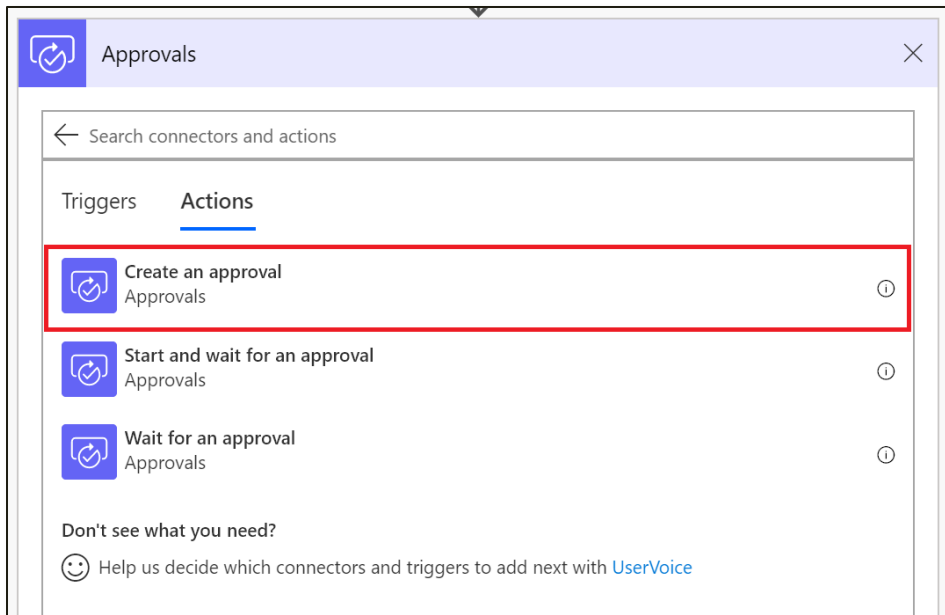 Approvals
Search connectors and actions
Triggers Actions
Create an approval
Approvals
Start and wait for an approval
Approvals
Wait for an approval
Approvals
Don't see what you need?
Help us decide which connectors and triggers to add next with UserVoice